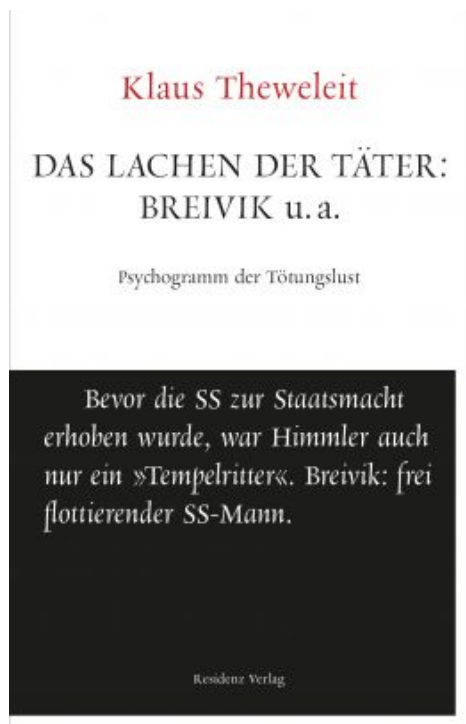 Klaus Theweleit
DAS LACHEN DER TÄTER:
BREIVIK u. a.
Psychogramm der Tötungslust
Bevor die SS zur Staatsmacht
erhoben wurde, war Himmler auch
nur ein »Tempelritter«. Breivik: frei
flottierender SS-Mann.
Residenz Verlag